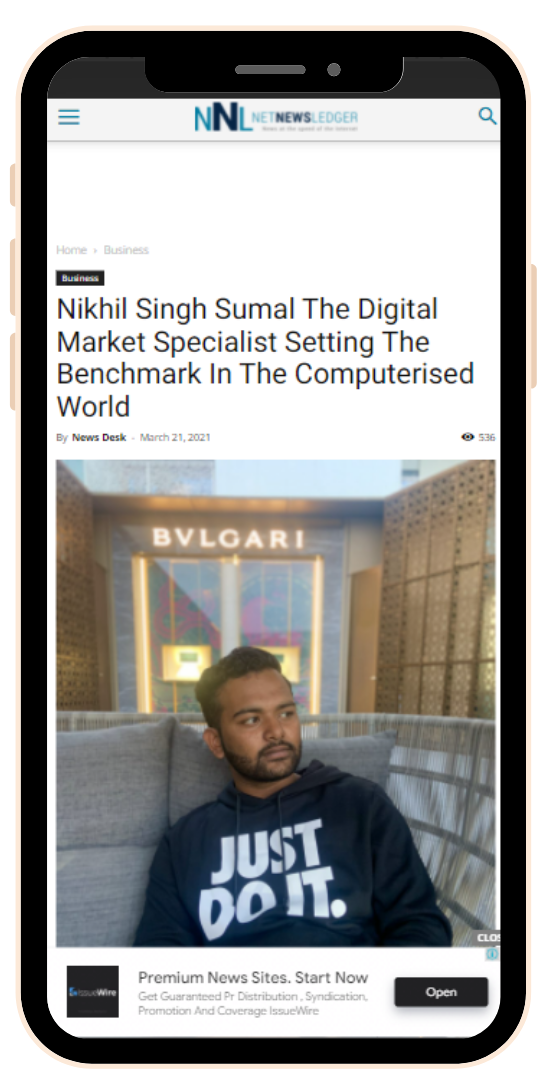 NNL NETNEWSLEDGER
News at the speed of the Internet
Home › Business
Business
Nikhil Singh Sumal The Digital
Market Specialist Setting The
Benchmark In The Computerised
World
By News Desk - March 21, 2021
536
BVLGARI
JUST
DO IT.
CLOS
IssueWire
Premium News Sites. Start Now
Get Guaranteed Pr Distribution , Syndication,
Promotion And Coverage IssueWire
Open